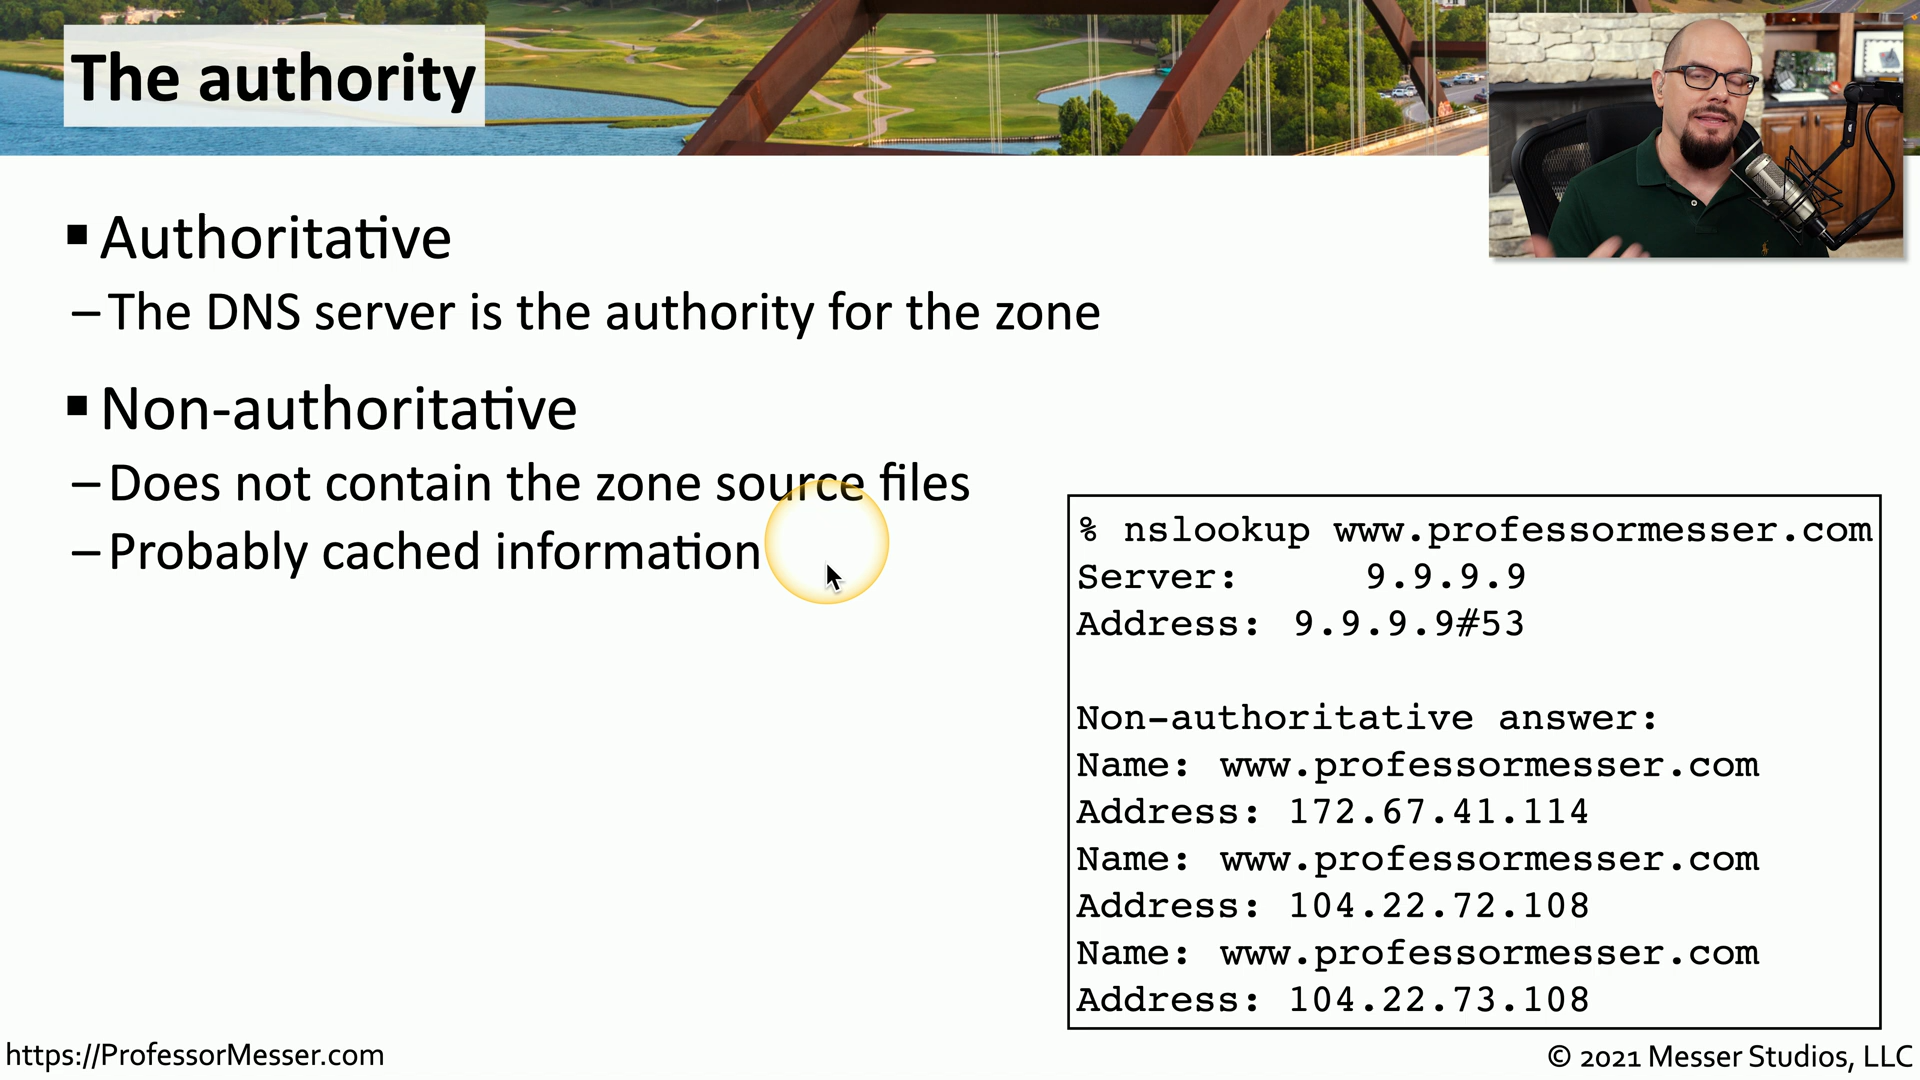 The authority
▪ Authoritative
– The DNS server is the authority for the zone
▪ Non-authoritative
– Does not contain the zone source files
– Probably cached information
% nslookup www.professormesser.com
Server: 9.9.9.9
Address: 9.9.9.9#53
Non-authoritative answer:
Name: www.professormesser.com
Address: 172.67.41.114
Name: www.professormesser.com
Address: 104.22.72.108
Name: www.professormesser.com
Address: 104.22.73.108
https://ProfessorMesser.com
© 2021 Messer Studios, LLC